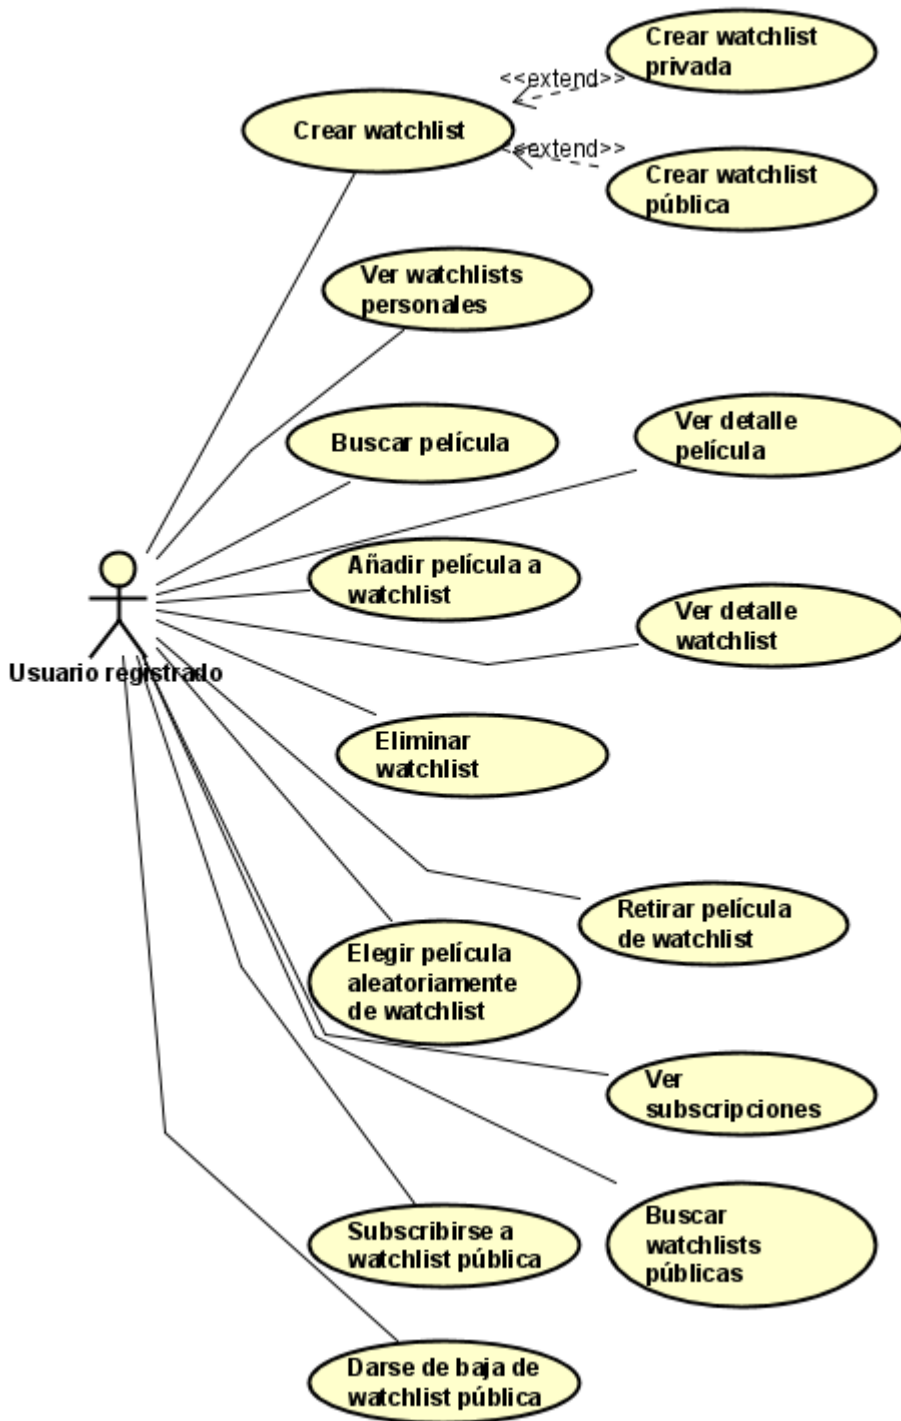 Crear watchlist
privada
<<extend>>
Crear watchlist
<<extend>>
Crear watchlist
pública
Ver watchlists
personales
Ver detalle
película
Buscar película
Añadir película a
watchlist
Ver detalle
watchlist
Usuario registrado
Eliminar
watchlist
Retirar película
de watchlist
Elegir película
aleatoriamente
de watchlist
Ver
subscripciones
Buscar
watchlists
públicas
Subscribirse a
watchlist pública
Darse de baja de
watchlist pública